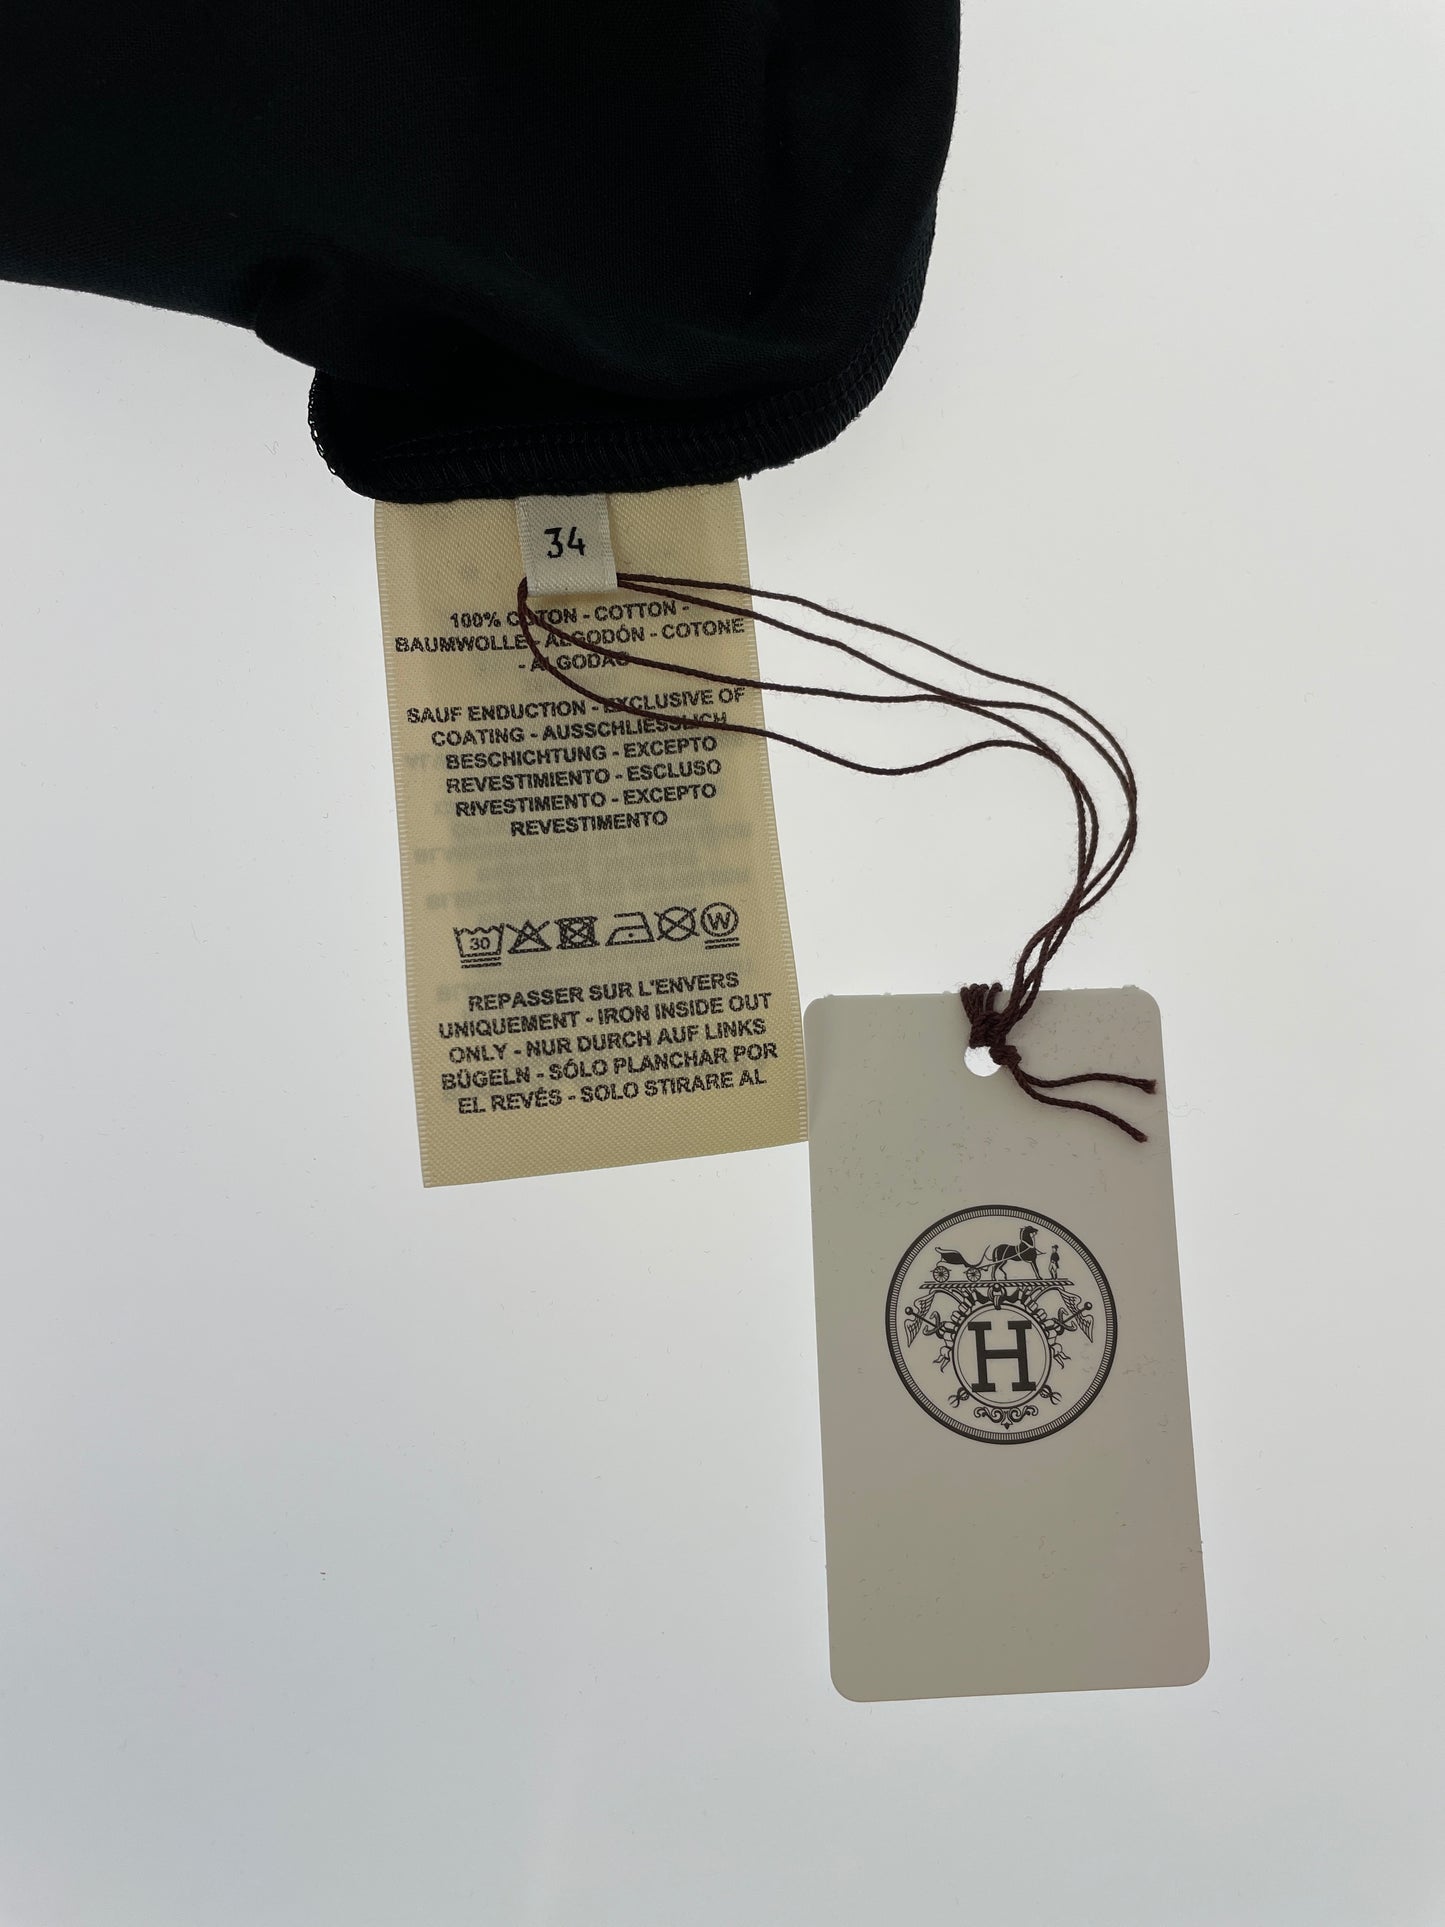 34
100% COTON - COTTON -
BAUMWOLLE - ALGODÓN - COTONE
- ALGODÃO
SAUF ENDUCTION - EXCLUSIVE OF
COATING - AUSSCHLIESSLICH
BESCHICHTUNG - EXCEPTO
REVESTIMIENTO - ESCLUSO
RIVESTIMENTO - EXCEPTO
REVESTIMENTO
30 W
REPASSER SUR L'ENVERS
UNIQUEMENT - IRON INSIDE OUT
ONLY - NUR DURCH AUF LINKS
BÜGELN - SÓLO PLANCHAR POR
EL REVÉS - SOLO STIRARE AL
H